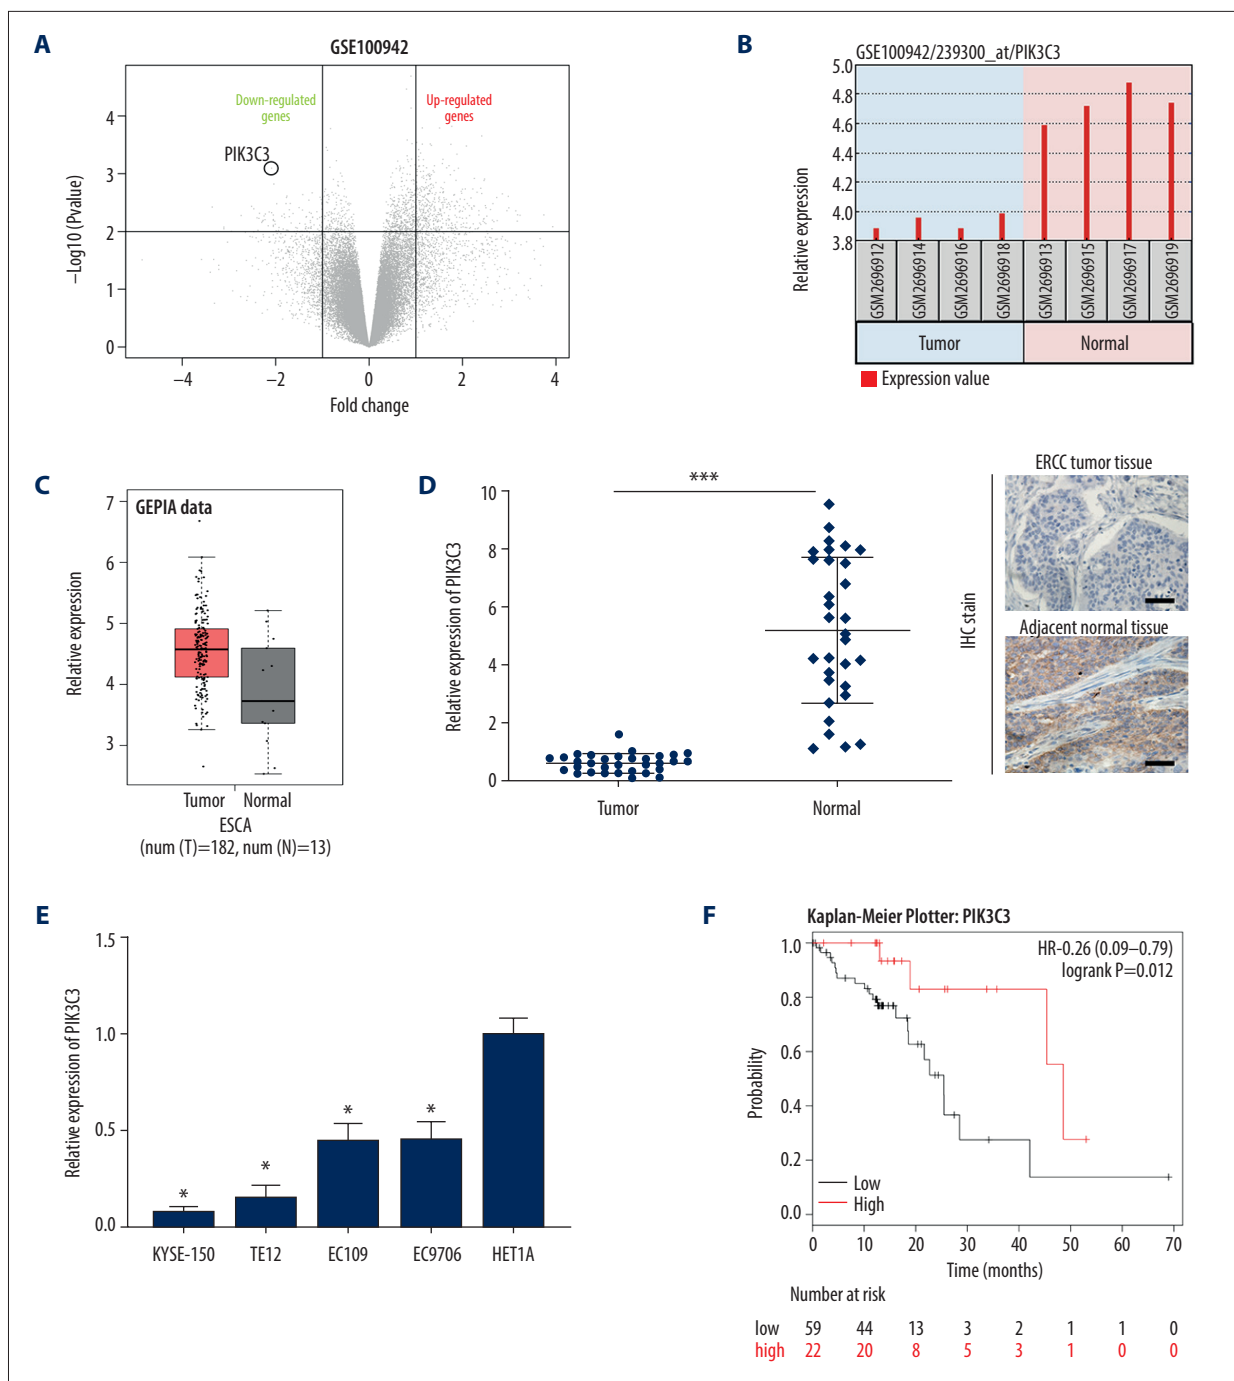 A
GSE100942
Down-regulated
genes
Up-regulated
genes
PIK3C3
4
3
2
1
0
−Log10 (Pvalue)
−4
−2
0
2
4
Fold change
B
GSE100942/239300_at/PIK3C3
5.0
4.8
4.6
4.4
4.2
4.0
3.8
Relative expression
GSM2696912
GSM2696914
GSM2696916
GSM2696918
GSM2696913
GSM2696915
GSM2696917
GSM2696919
Tumor
Normal
Expression value
C
GEPIA data
7
6
5
4
3
Relative expression
Tumor
Normal
ESCA
(num (T)=182, num (N)=13)
D
***
10
8
6
4
2
0
Relative expression of PIK3C3
Tumor
Normal
IHC stain
ERCC tumor tissue
Adjacent normal tissue
E
1.5
1.0
0.5
0.0
Relative expression of PIK3C3
*
*
*
*
KYSE-150
TE12
EC109
EC9706
HET1A
F
Kaplan-Meier Plotter: PIK3C3
HR-0.26 (0.09–0.79)
logrank P=0.012
1.0
0.8
0.6
0.4
0.2
0.0
Probability
Low
High
0 10 20 30 40 50 60 70
Time (months)
Number at risk
low 59 44 13 3 2 1 1 0
high 22 20 8 5 3 1 0 0